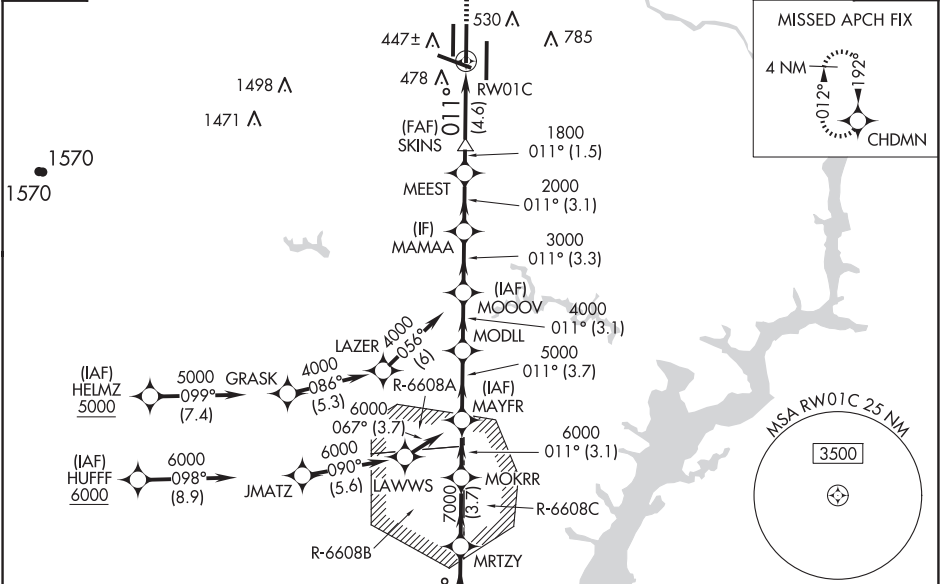 530
447±
785
478
RW01C
1498
1471
011°
(4.6)
(FAF)
SKINS
1800
011° (1.5)
1570
1570
MEEST
2000
011° (3.1)
(IF)
MAMAA
3000
011° (3.3)
(IAF)
MOOOV
4000
011° (3.1)
MODLL
5000
011° (3.7)
LAZER
4000
056°
(6)
(IAF)
HELMZ
5000
5000
099°
(7.4)
GRASK
4000
086°
(5.3)
R-6608A
(IAF)
MAYFR
6000
067° (3.7)
6000
011° (3.1)
(IAF)
HUFFF
6000
6000
098°
(8.9)
JMATZ
6000
090°
(5.6)
LAWWS
MOKRR
7000
(3.7)
R-6608C
R-6608B
MRTZY
MISSED APCH FIX
4 NM
012°
192°
CHDMN
MSA RW01C 25 NM
3500